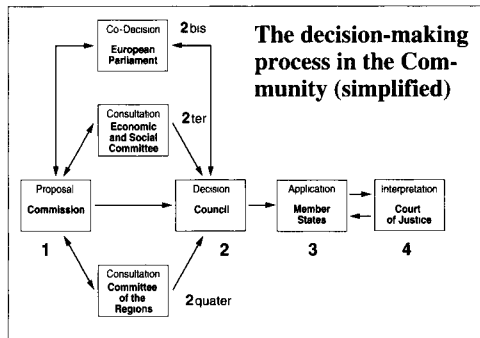 The decision-making
process in the Com-
munity (simplified)
Co-Decision
European
Parliament
2bis
Consultation
Economic
and Social
Committee
2ter
Proposal
Commission
1
Decision
Council
2
Application
Member
States
3
Interpretation
Court
of Justice
4
Consultation
Committee
of the
Regions
2quater